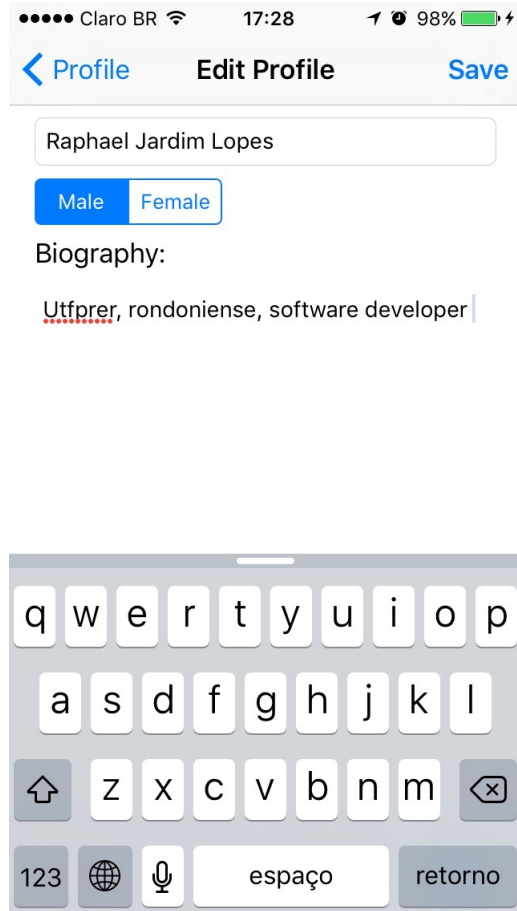 Claro BR 17:28 98%
Profile Edit Profile Save
Raphael Jardim Lopes
Male Female
Biography:
Utfprer, rondoniense, software developer
q w e r t y u i o p
a s d f g h j k l
z x c v b n m
123 espaço retorno